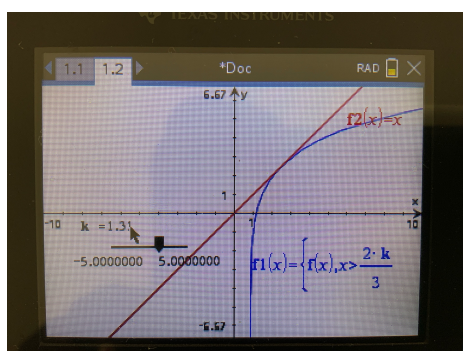 TEXAS INSTRUMENTS
1.1 1.2 *Doc RAD
6.67 y
f2(x)=x
1
x
-10 k =1.31 1 10
-5.0000000 5.0000000
f1(x)={f(x),x>2·k/3
-6.67